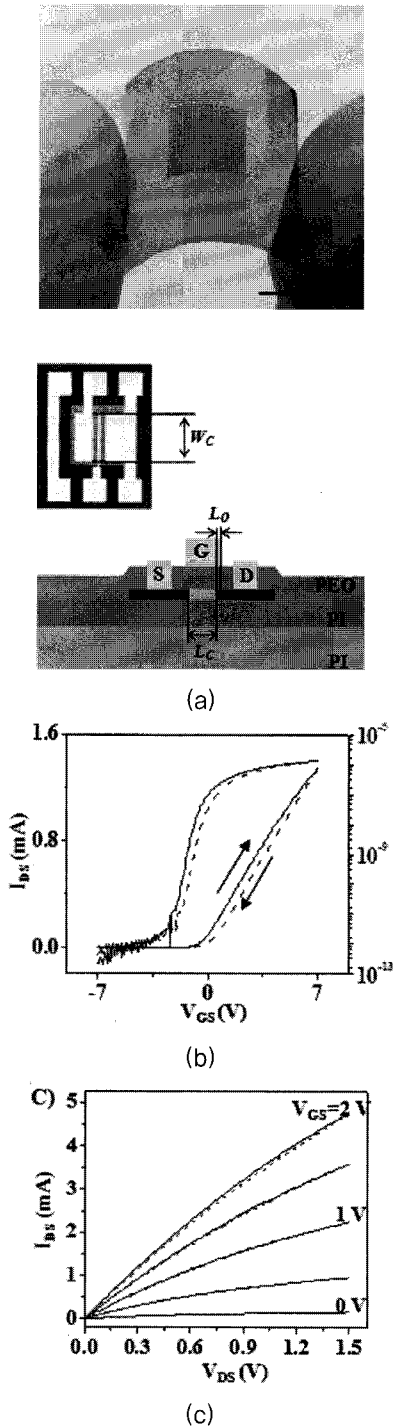 W_C
L_O
G
S
D
PEO
PI
L_C
PI
(a)
1.6
0.8
0.0
I_DS (mA)
10^-5
10^-9
10^-13
-7
0
7
V_GS (V)
(b)
C)
5
4
3
2
1
0
I_DS (mA)
V_GS=2 V
1 V
0 V
0.0
0.3
0.6
0.9
1.2
1.5
V_DS (V)
(c)